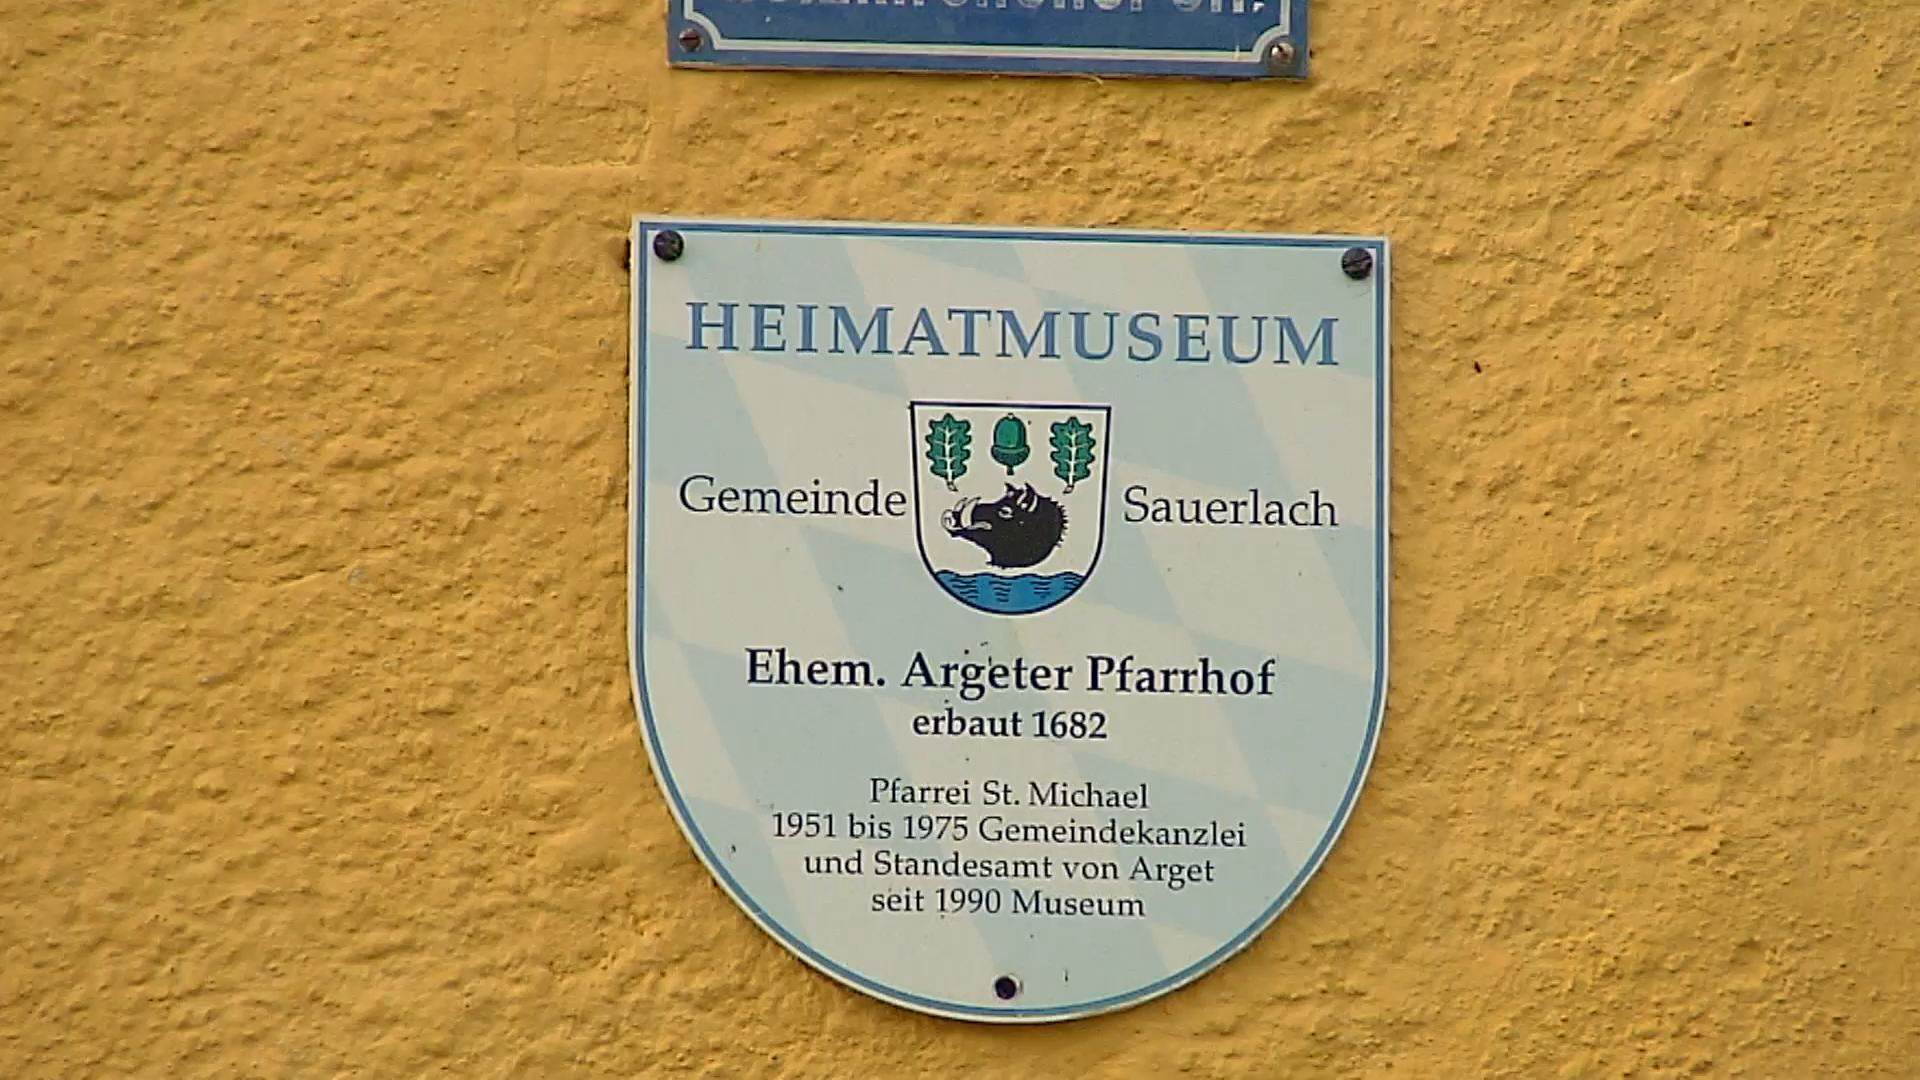 HEIMATMUSEUM
Gemeinde Sauerlach
Ehem. Argeter Pfarrhof
erbaut 1682
Pfarrei St. Michael
1951 bis 1975 Gemeindekanzlei
und Standesamt von Arget
seit 1990 Museum